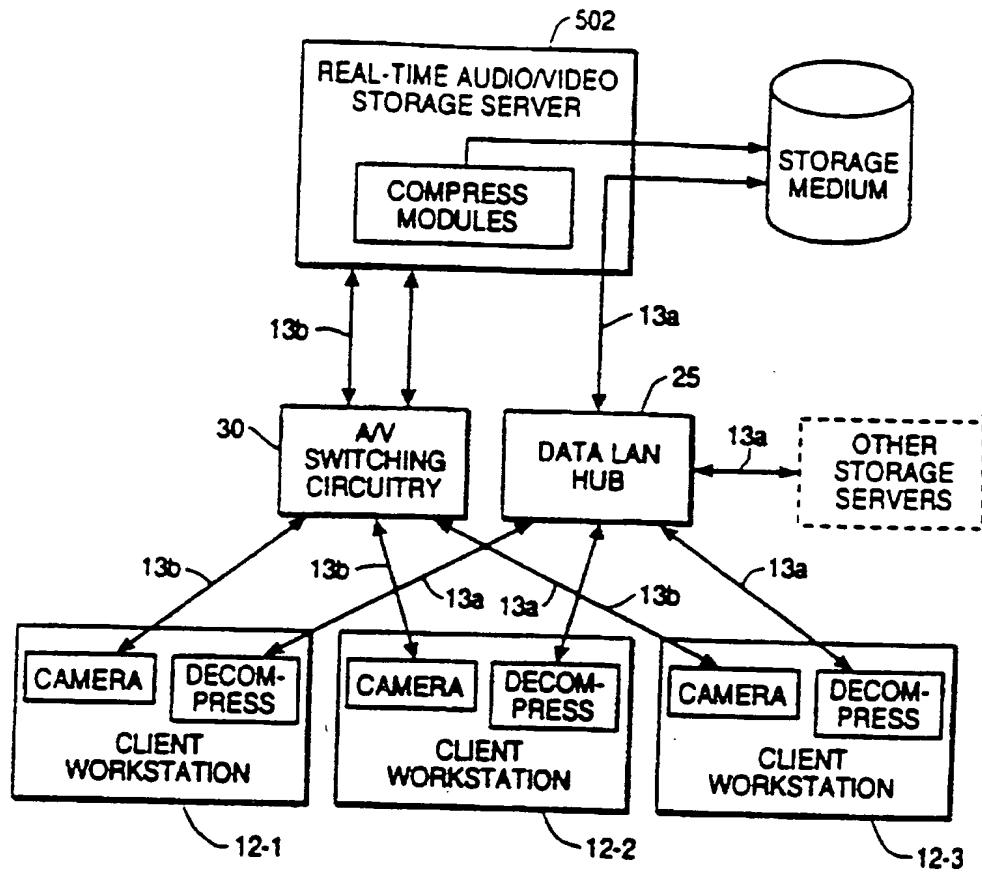 502
REAL-TIME AUDIO/VIDEO
STORAGE SERVER
COMPRESS
MODULES
STORAGE
MEDIUM
13b
13a
25
30
A/V
SWITCHING
CIRCUITRY
DATA LAN
HUB
13a
OTHER
STORAGE
SERVERS
13b
13b
13a
13a
13b
13a
CAMERA
DECOM-
PRESS
CLIENT
WORKSTATION
CAMERA
DECOM-
PRESS
CLIENT
WORKSTATION
CAMERA
DECOM-
PRESS
CLIENT
WORKSTATION
12-1
12-2
12-3